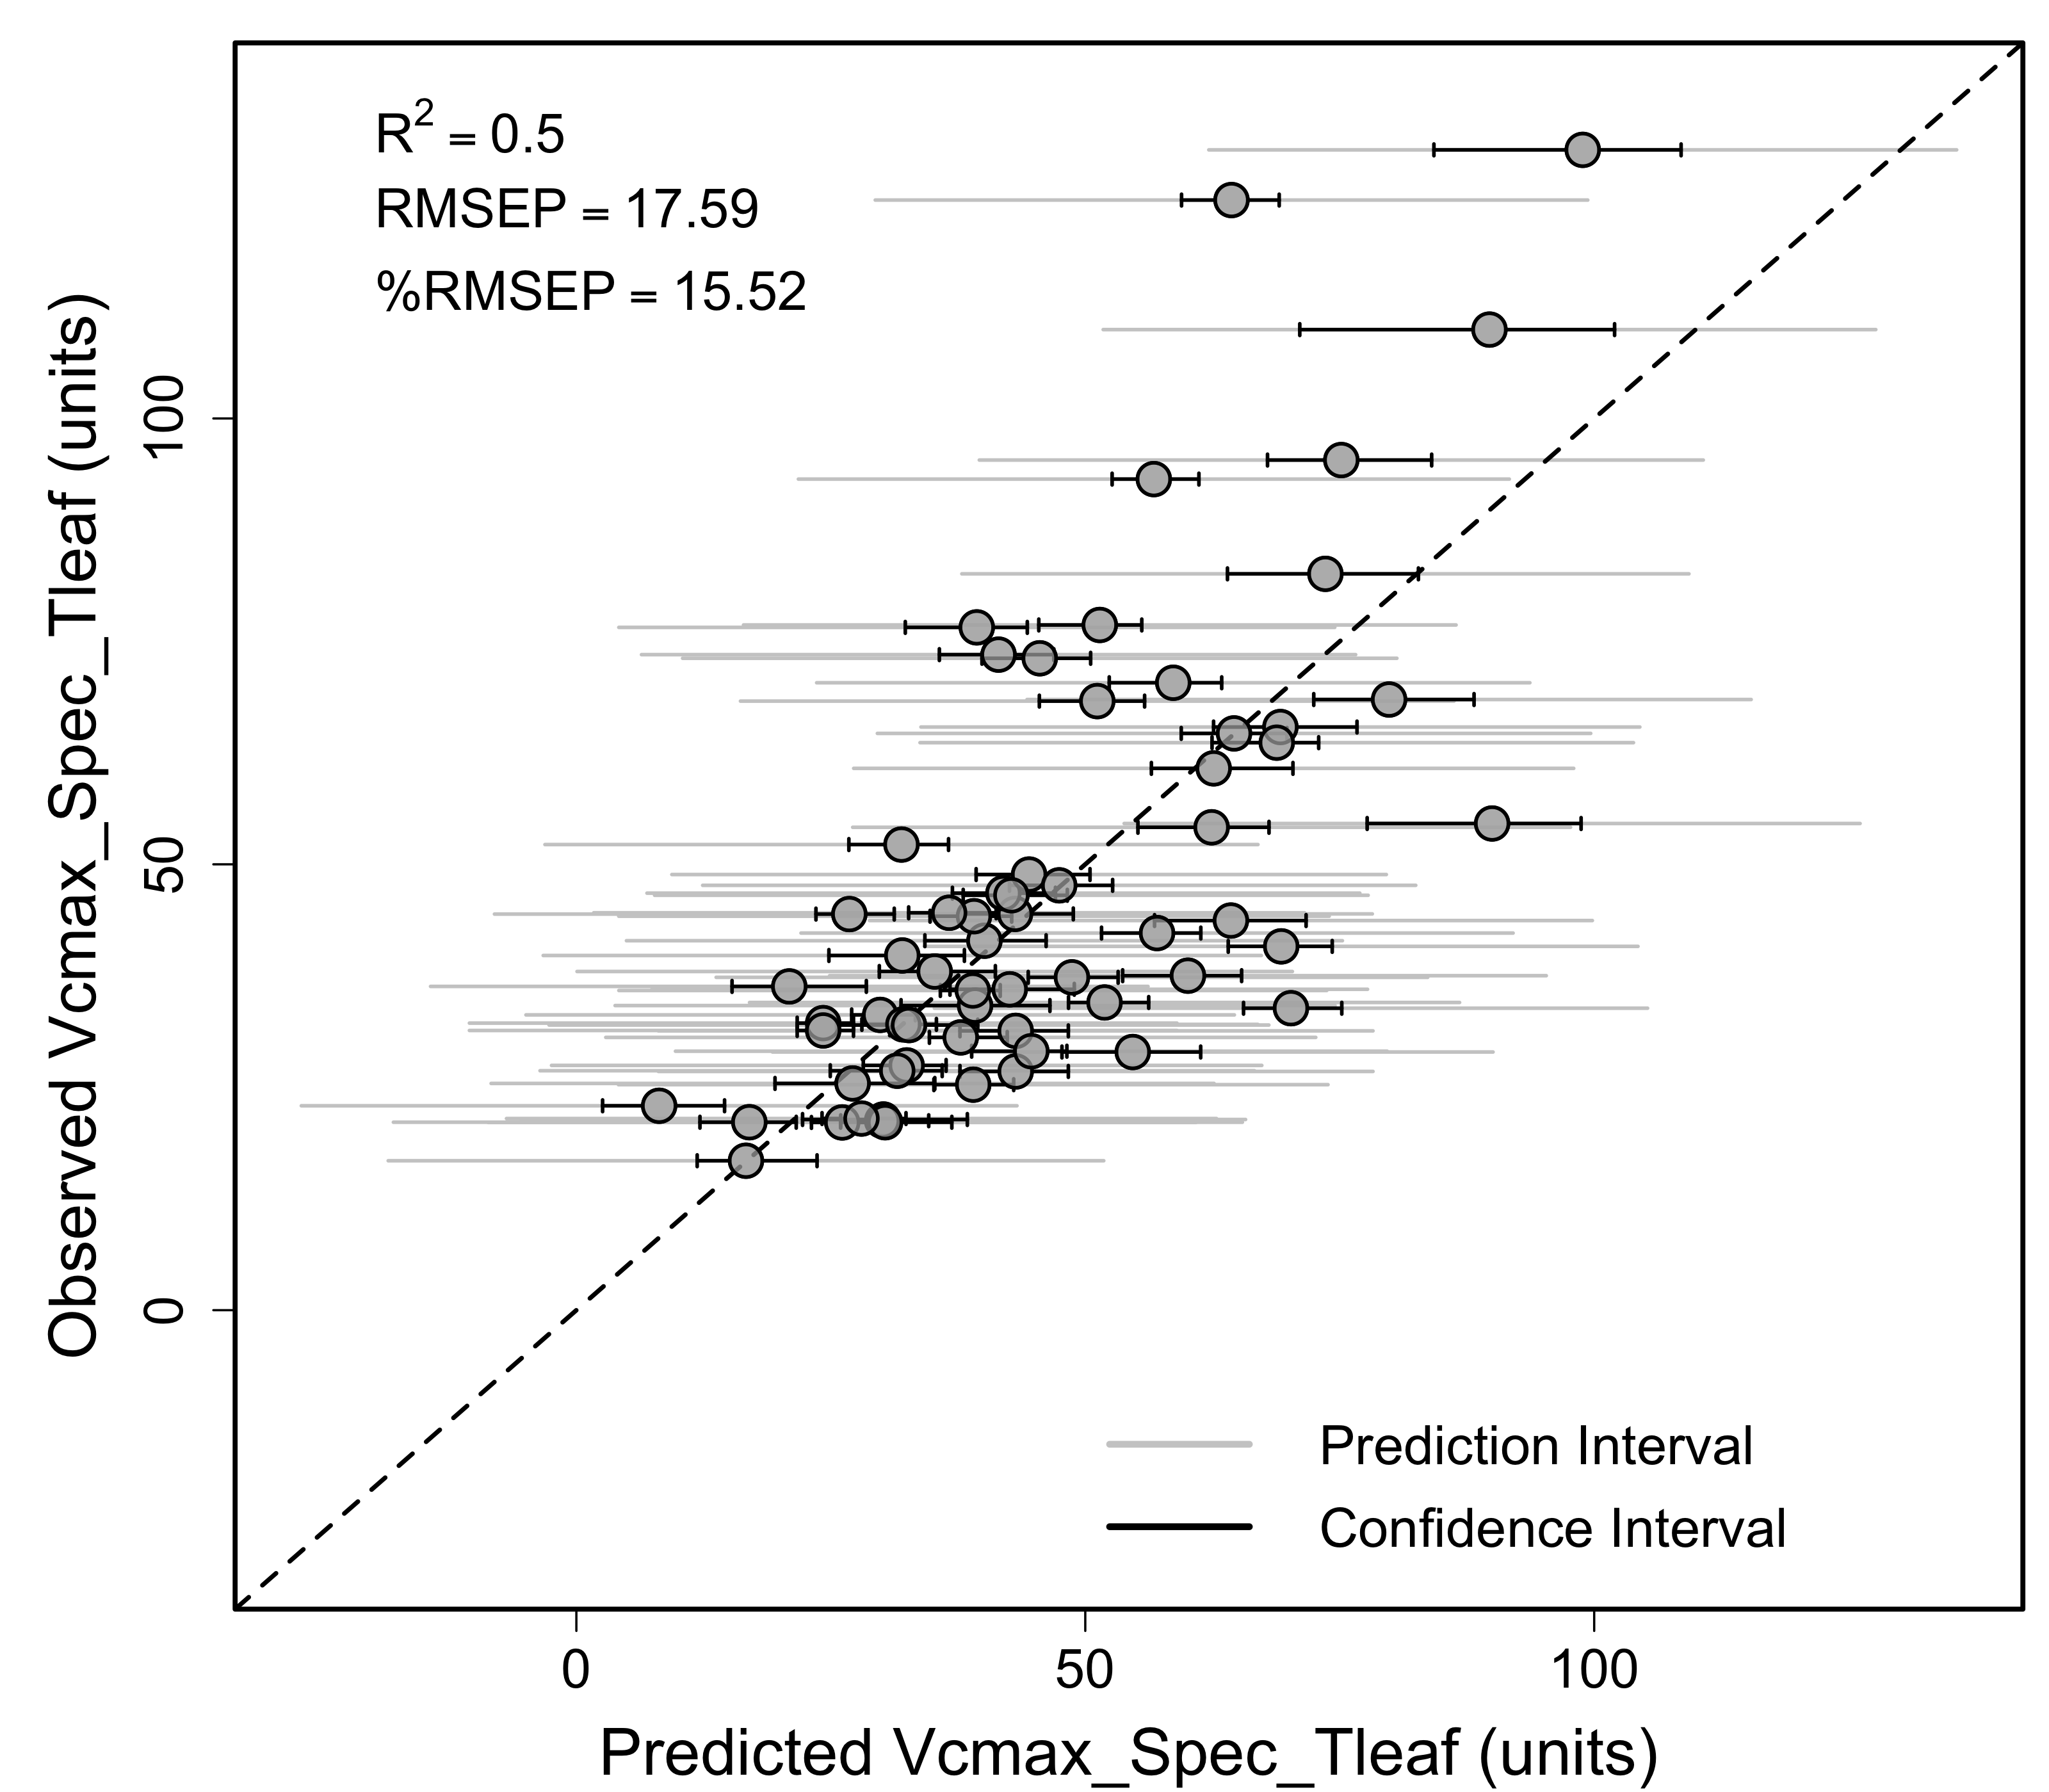 R2 = 0.5
RMSEP = 17.59
%RMSEP = 15.52
Observed Vcmax_Spec_Tleaf (units)
100
50
0
Prediction Interval
Confidence Interval
0 50 100
Predicted Vcmax_Spec_Tleaf (units)